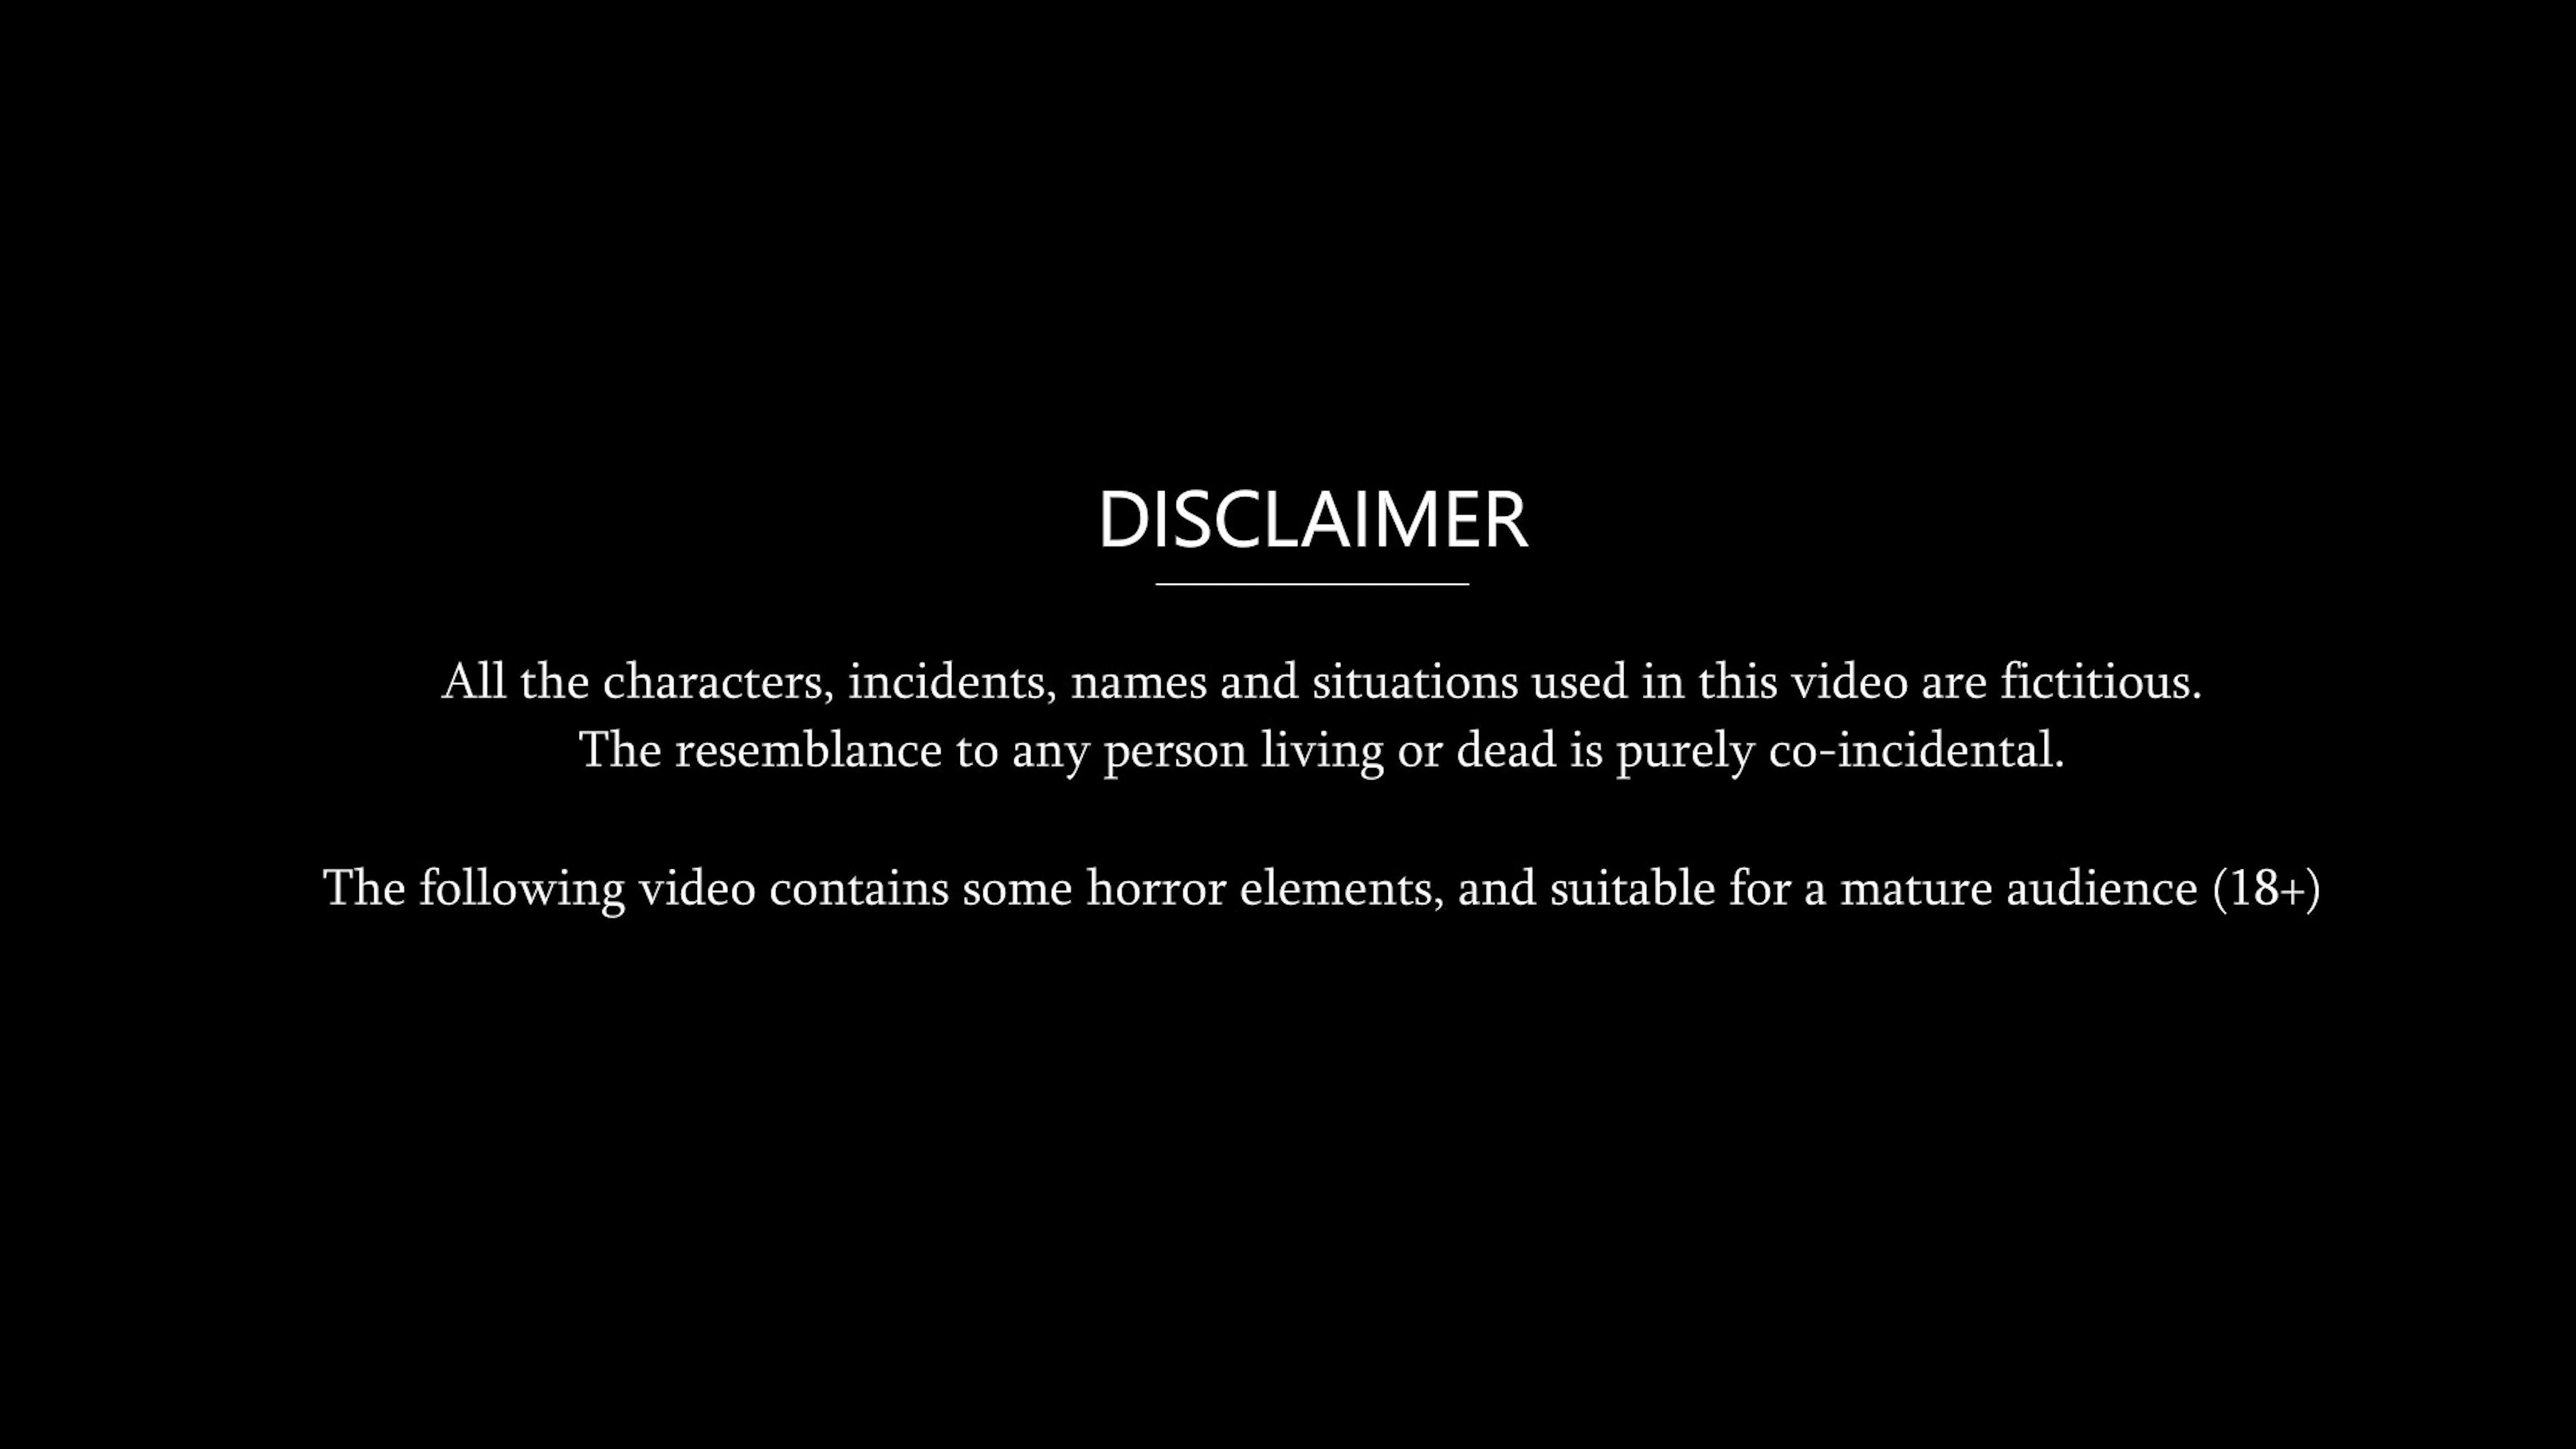 DISCLAIMER
All the characters, incidents, names and situations used in this video are fictitious.
The resemblance to any person living or dead is purely co-incidental.
The following video contains some horror elements, and suitable for a mature audience (18+)